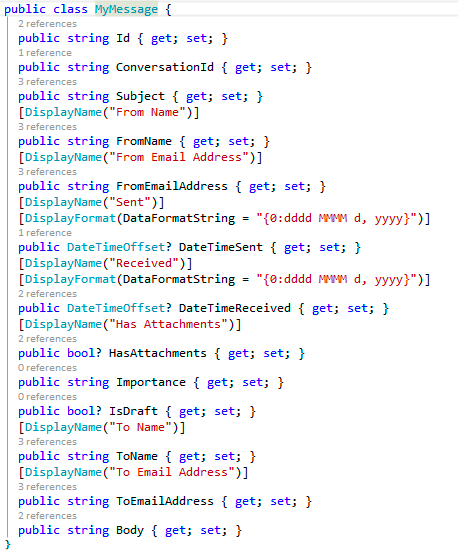 public class MyMessage {
2 references
public string Id { get; set; }
1 reference
public string ConversationId { get; set; }
3 references
public string Subject { get; set; }
[DisplayName("From Name")]
3 references
public string FromName { get; set; }
[DisplayName("From Email Address")]
3 references
public string FromEmailAddress { get; set; }
[DisplayName("Sent")]
[DisplayFormat(DataFormatString = "{0:dddd MMMM d, yyyy}")]
1 reference
public DateTimeOffset? DateTimeSent { get; set; }
[DisplayName("Received")]
[DisplayFormat(DataFormatString = "{0:dddd MMMM d, yyyy}")]
2 references
public DateTimeOffset? DateTimeReceived { get; set; }
[DisplayName("Has Attachments")]
2 references
public bool? HasAttachments { get; set; }
0 references
public string Importance { get; set; }
0 references
public bool? IsDraft { get; set; }
[DisplayName("To Name")]
3 references
public string ToName { get; set; }
[DisplayName("To Email Address")]
3 references
public string ToEmailAddress { get; set; }
2 references
public string Body { get; set; }
}